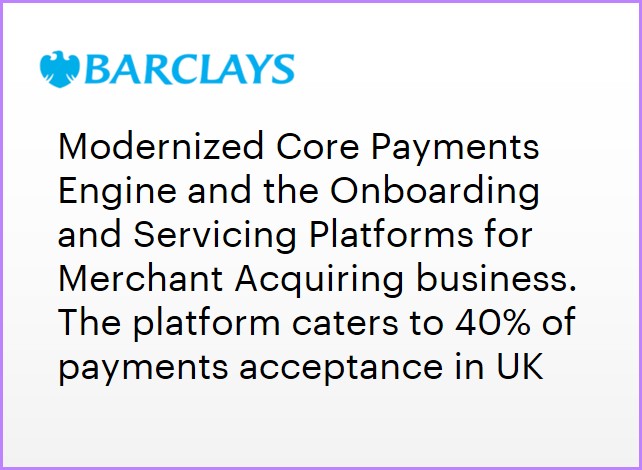 BARCLAYS
Modernized Core Payments
Engine and the Onboarding
and Servicing Platforms for
Merchant Acquiring business.
The platform caters to 40% of
payments acceptance in UK